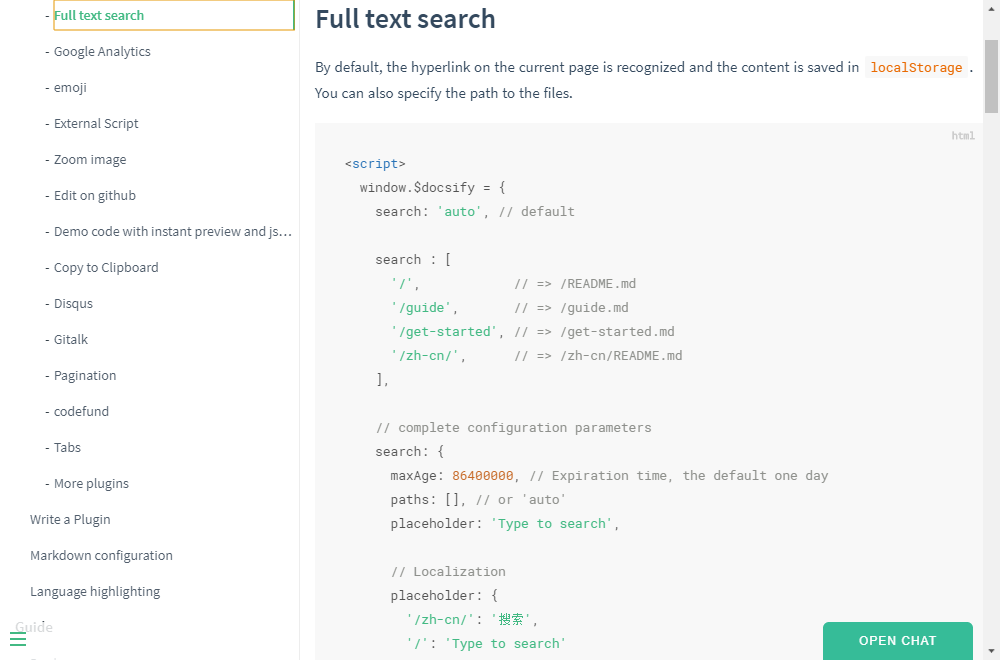 - Full text search
- Google Analytics
- emoji
- External Script
- Zoom image
- Edit on github
- Demo code with instant preview and js…
- Copy to Clipboard
- Disqus
- Gitalk
- Pagination
- codefund
- Tabs
- More plugins
Write a Plugin
Markdown configuration
Language highlighting
Guide
Full text search
By default, the hyperlink on the current page is recognized and the content is saved in localStorage .
You can also specify the path to the files.
html
<script>
  window.$docsify = {
    search: 'auto', // default

    search : [
      '/',            // => /README.md
      '/guide',       // => /guide.md
      '/get-started', // => /get-started.md
      '/zh-cn/',      // => /zh-cn/README.md
    ],

    // complete configuration parameters
    search: {
      maxAge: 86400000, // Expiration time, the default one day
      paths: [], // or 'auto'
      placeholder: 'Type to search',

      // Localization
      placeholder: {
        '/zh-cn/': '搜索',
        '/': 'Type to search'
OPEN CHAT